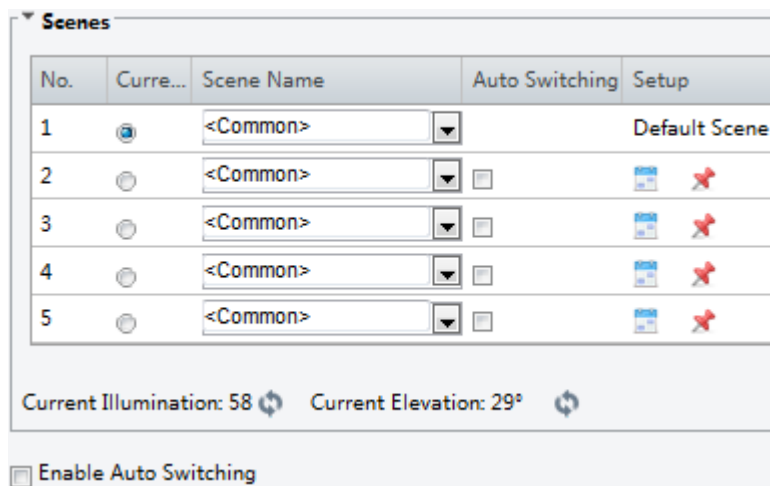 Scenes
No. Curre... Scene Name Auto Switching Setup
1 <Common> Default Scene
2 <Common>
3 <Common>
4 <Common>
5 <Common>
Current Illumination: 58 Current Elevation: 29°
Enable Auto Switching